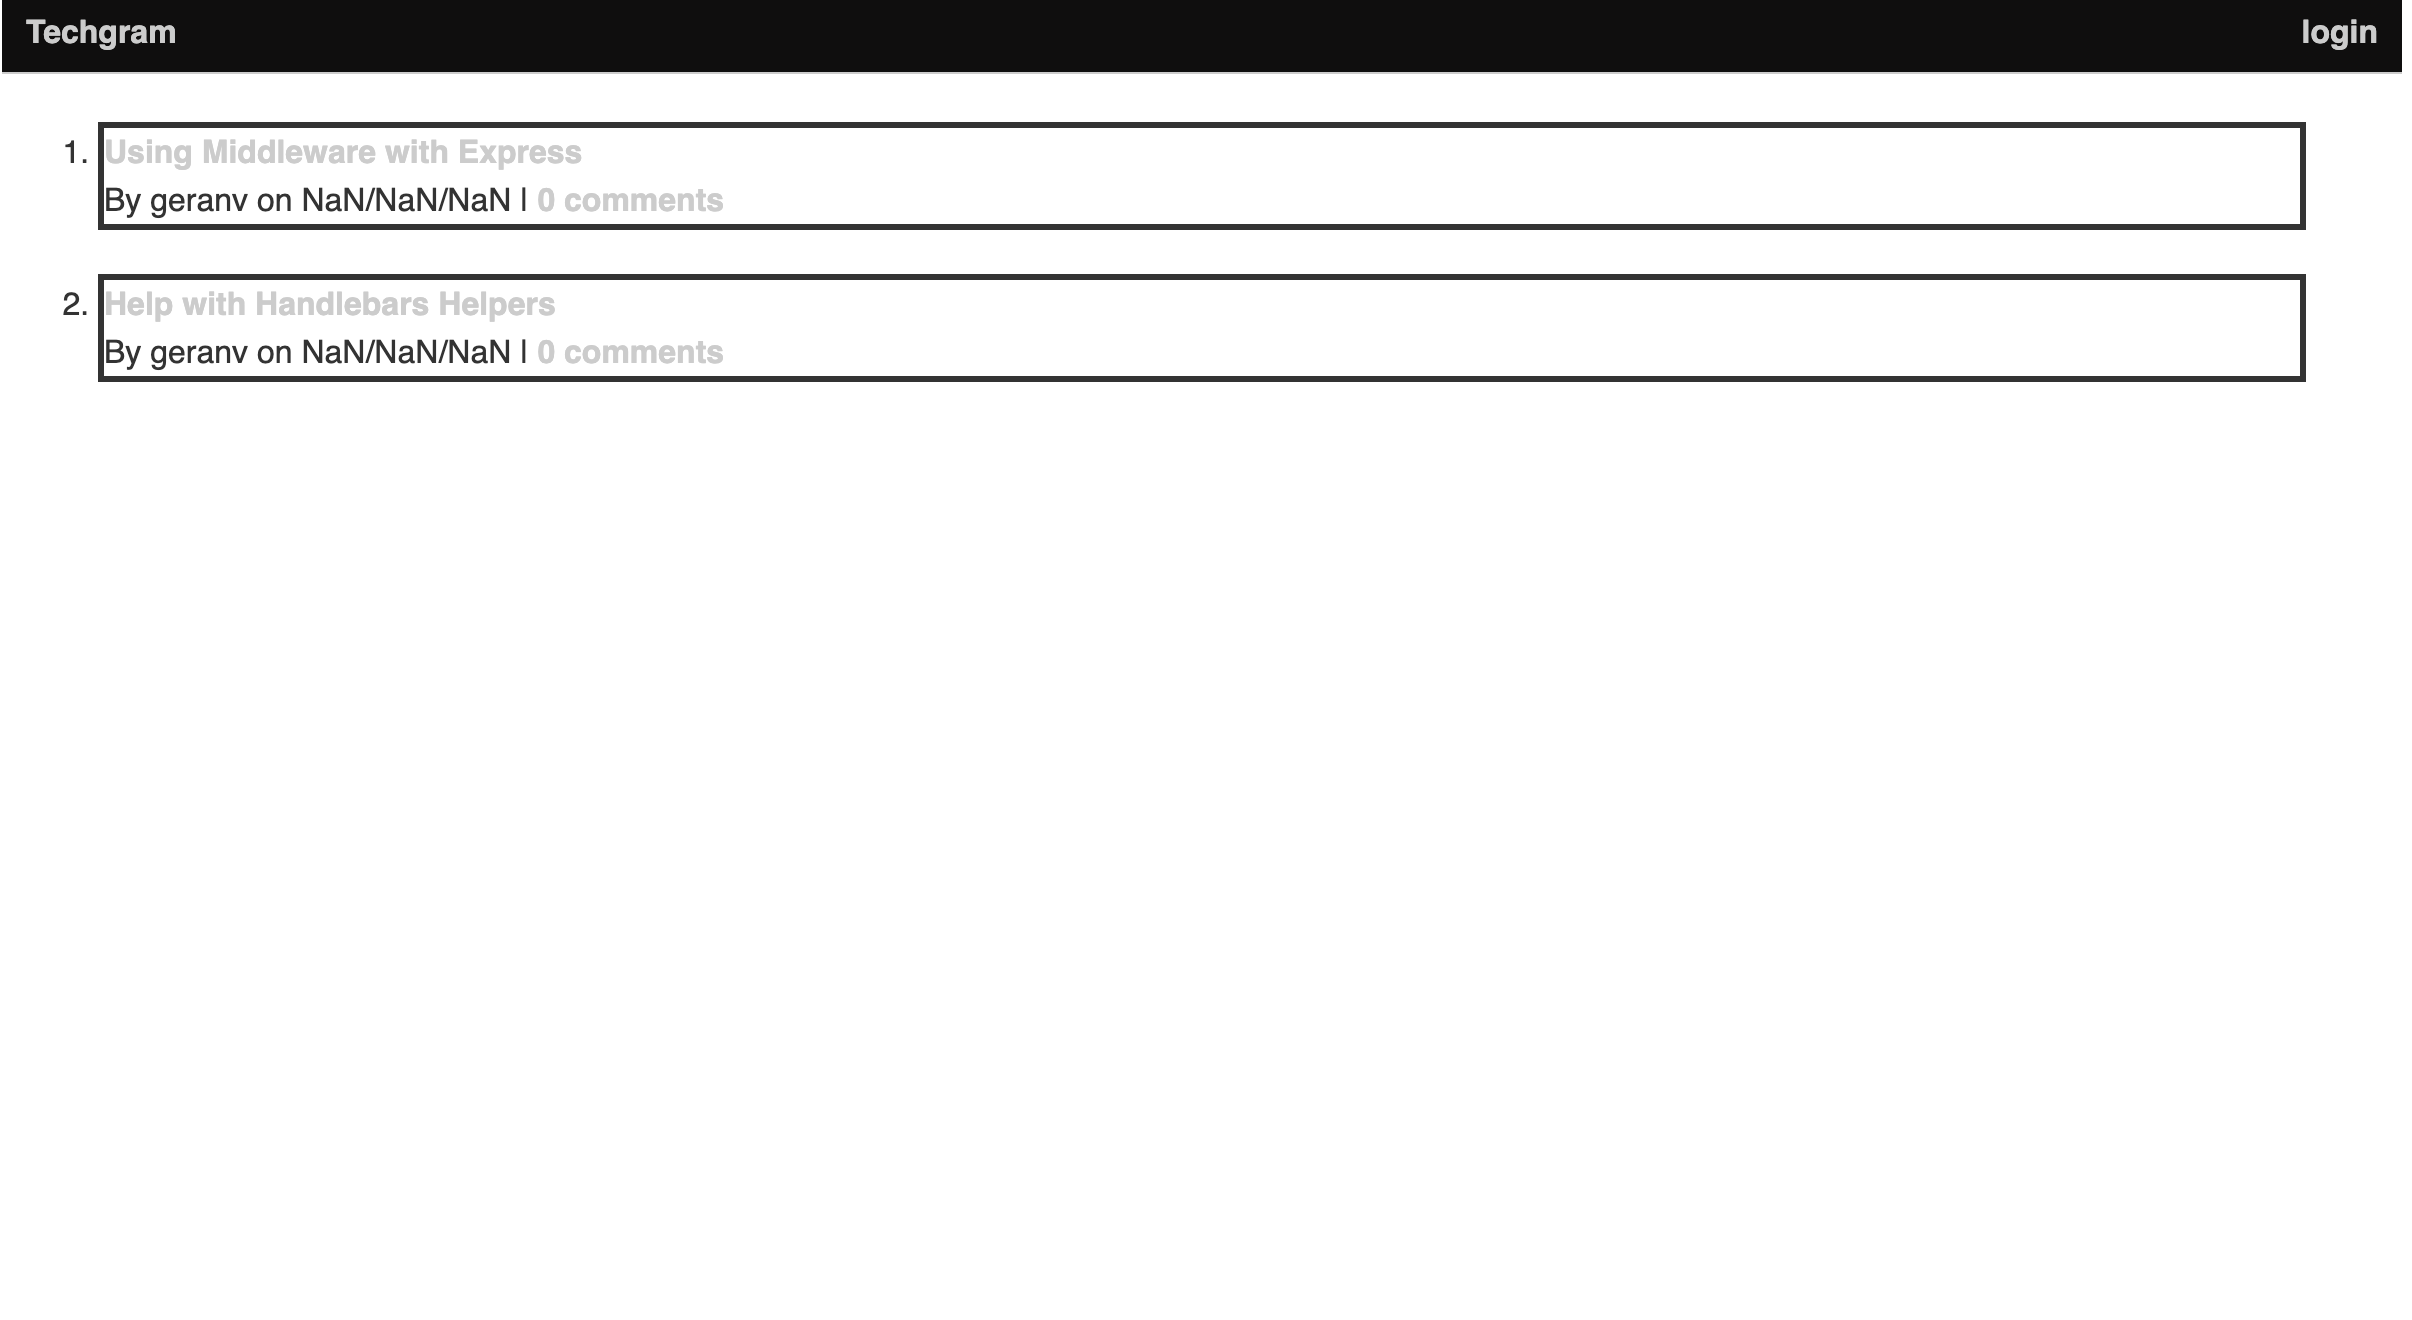 Techgram login
1. Using Middleware with Express
By geranv on NaN/NaN/NaN | 0 comments
2. Help with Handlebars Helpers
By geranv on NaN/NaN/NaN | 0 comments